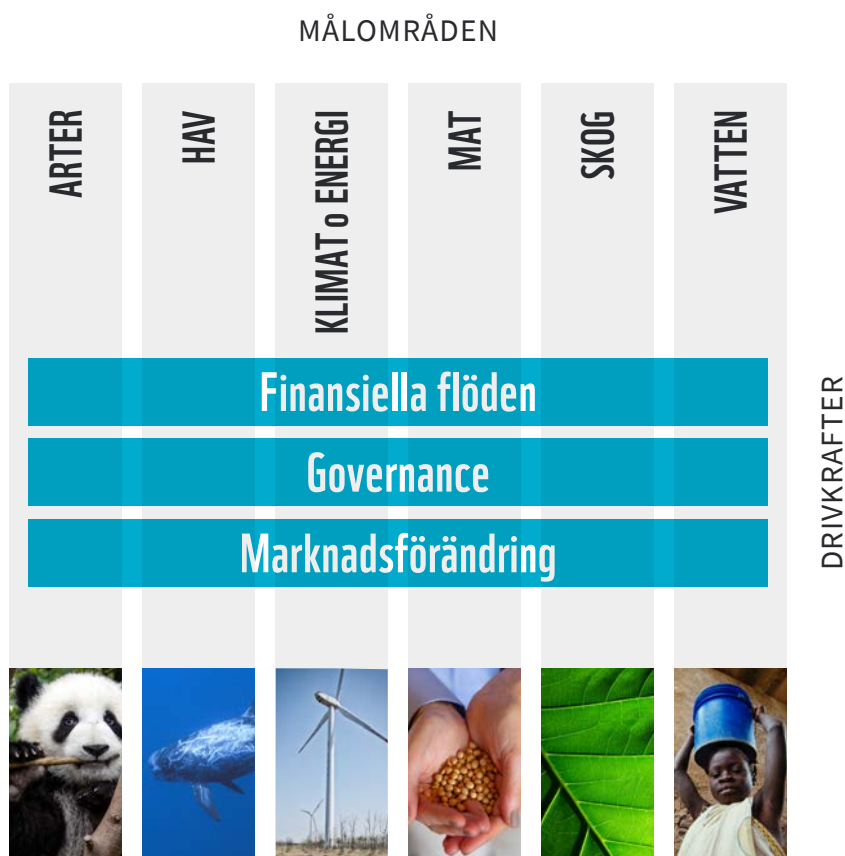 MÅLOMRÅDEN
ARTER
HAV
KLIMAT o ENERGI
MAT
SKOG
VATTEN
Finansiella flöden
Governance
Marknadsförändring
DRIVKRAFTER